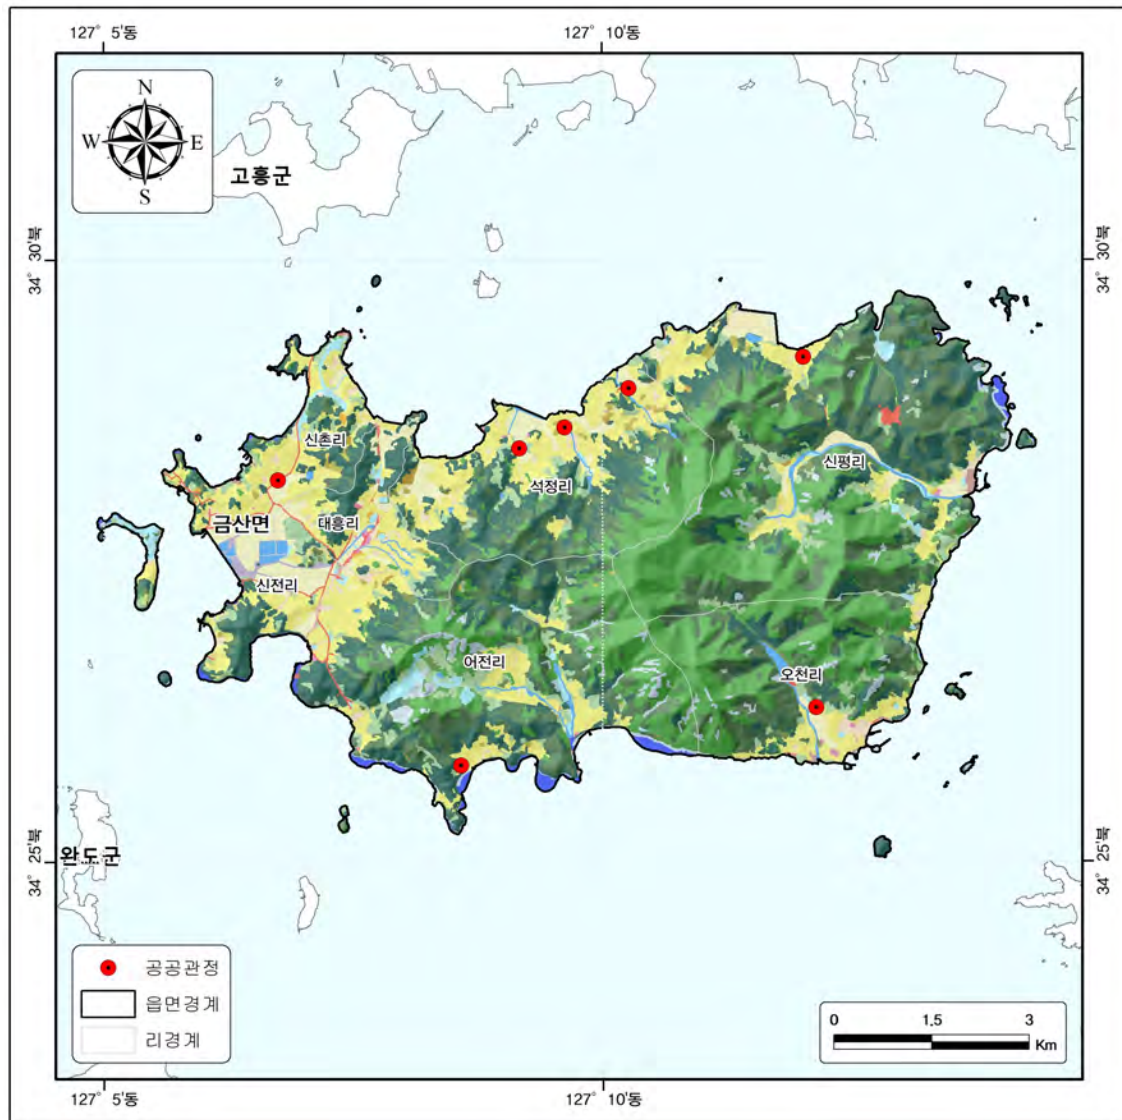 127° 5'동
127° 10'동
N
W E
S
고흥군
34° 30'북
34° 30'북
신촌리
석정리
신평리
금산면
대흥리
신전리
어전리
오천리
완도군
34° 25'북
34° 25'북
공공관정
읍면경계
리경계
0 1.5 3
Km
127° 5'동
127° 10'동